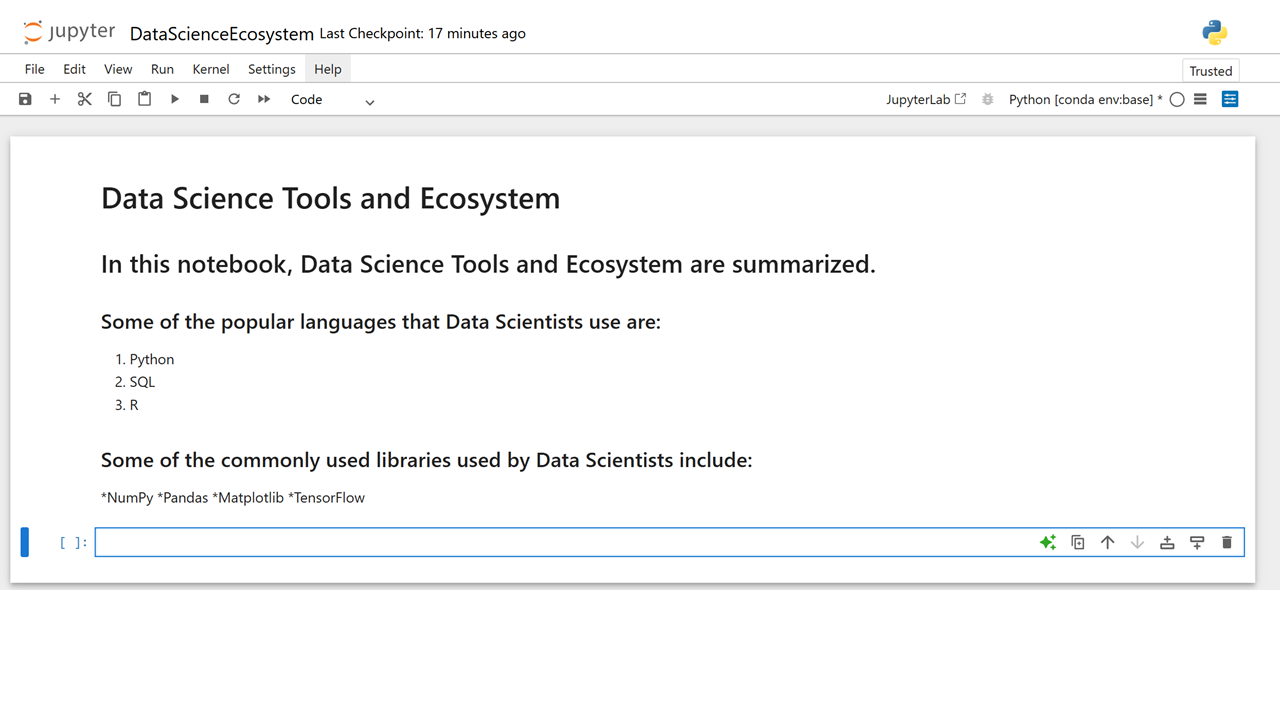 jupyter DataScienceEcosystem Last Checkpoint: 17 minutes ago
File Edit View Run Kernel Settings Help Trusted
Code JupyterLab Python [conda env:base] *
Data Science Tools and Ecosystem
In this notebook, Data Science Tools and Ecosystem are summarized.
Some of the popular languages that Data Scientists use are:
1. Python
2. SQL
3. R
Some of the commonly used libraries used by Data Scientists include:
*NumPy *Pandas *Matplotlib *TensorFlow
[ ]: